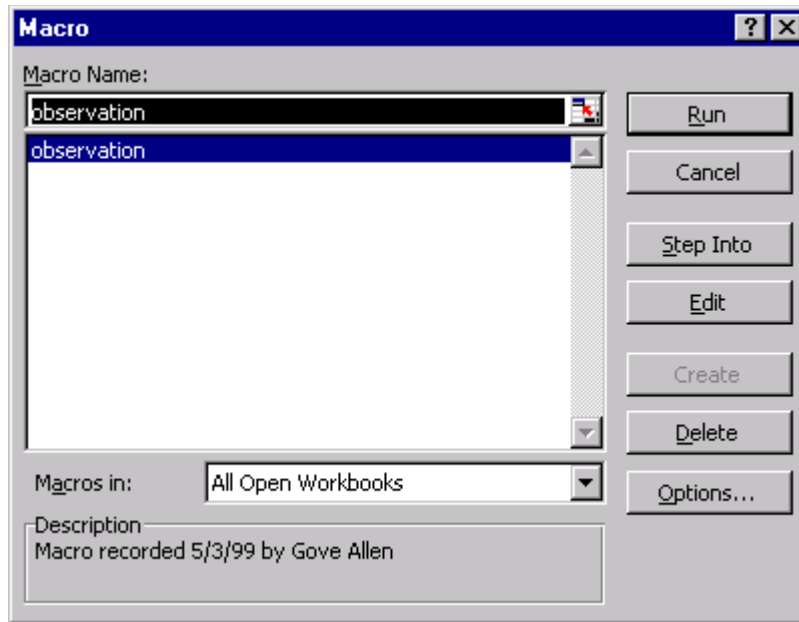 Macro
Macro Name:
observation
observation
Run
Cancel
Step Into
Edit
Create
Delete
Options...
Macros in:
All Open Workbooks
Description
Macro recorded 5/3/99 by Gove Allen